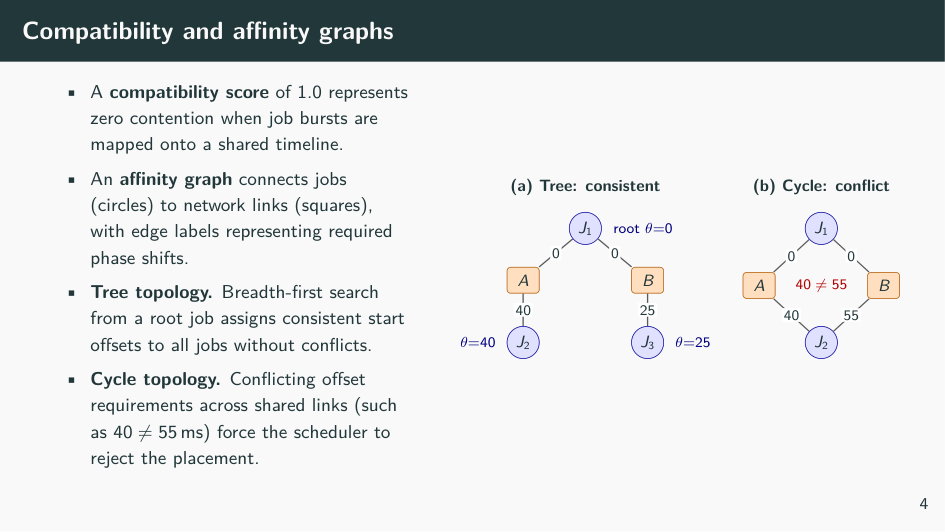 Compatibility and affinity graphs
▪ A compatibility score of 1.0 represents
zero contention when job bursts are
mapped onto a shared timeline.
▪ An affinity graph connects jobs
(circles) to network links (squares),
with edge labels representing required
phase shifts.
▪ Tree topology. Breadth-first search
from a root job assigns consistent start
offsets to all jobs without conflicts.
▪ Cycle topology. Conflicting offset
requirements across shared links (such
as 40 ≠ 55 ms) force the scheduler to
reject the placement.
(a) Tree: consistent
J₁ root θ=0
0 0
A B
40 25
θ=40 J₂ J₃ θ=25
(b) Cycle: conflict
J₁
0 0
A 40 ≠ 55 B
40 55
J₂
4